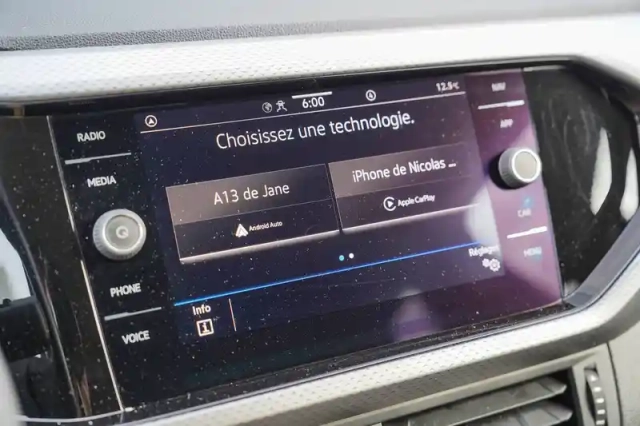 RADIO
MEDIA
PHONE
VOICE
6:00
12.5°C
Choisissez une technologie.
A13 de Jane
Android Auto
iPhone de Nicolas ...
Apple CarPlay
Réglages
Info
i
NAV
APP
CAR
MENU